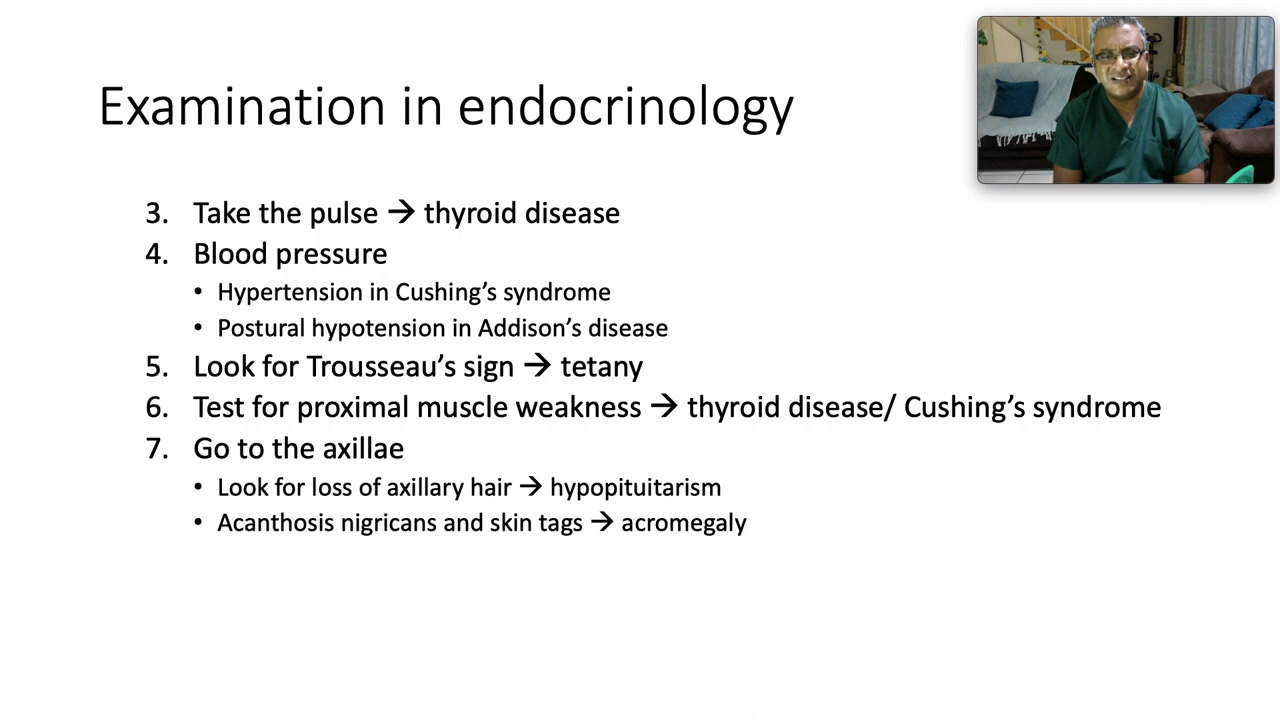 Examination in endocrinology
3. Take the pulse → thyroid disease
4. Blood pressure
• Hypertension in Cushing’s syndrome
• Postural hypotension in Addison’s disease
5. Look for Trousseau’s sign → tetany
6. Test for proximal muscle weakness → thyroid disease/ Cushing’s syndrome
7. Go to the axillae
• Look for loss of axillary hair → hypopituitarism
• Acanthosis nigricans and skin tags → acromegaly